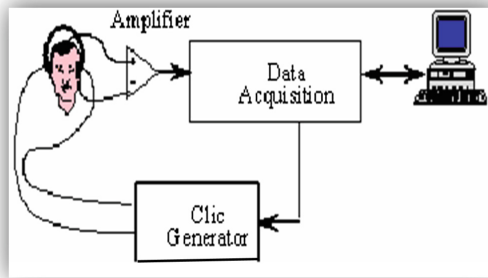 Amplifier
Data
Acquisition
Clic
Generator